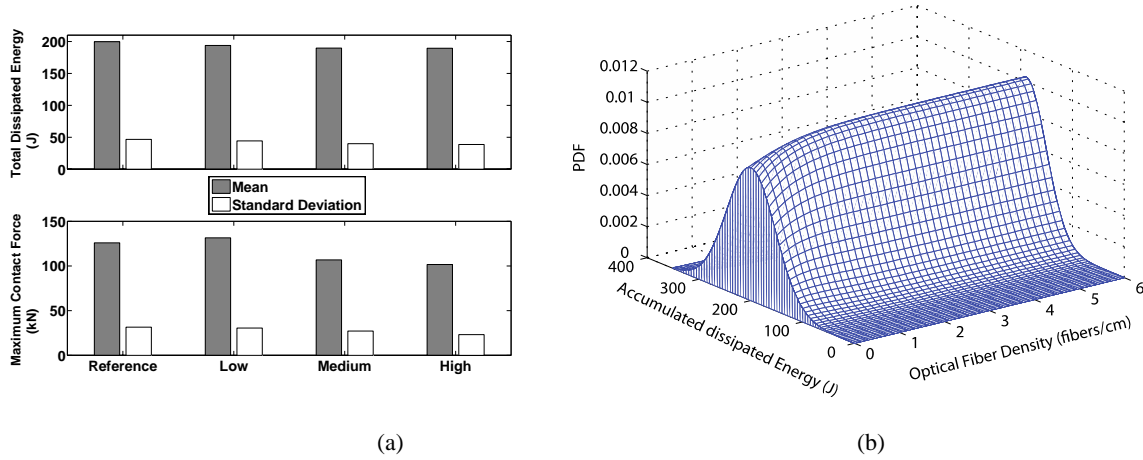 Total Dissipated Energy
(J)
200
150
100
50
0
Mean
Standard Deviation
Maximum Contact Force
(kN)
150
100
50
0
Reference Low Medium High
(a)
PDF
0.012
0.01
0.008
0.006
0.004
0.002
0
400
300
200
100
0
Accumulated dissipated Energy (J)
0 1 2 3 4 5 6
Optical Fiber Density (fibers/cm)
(b)